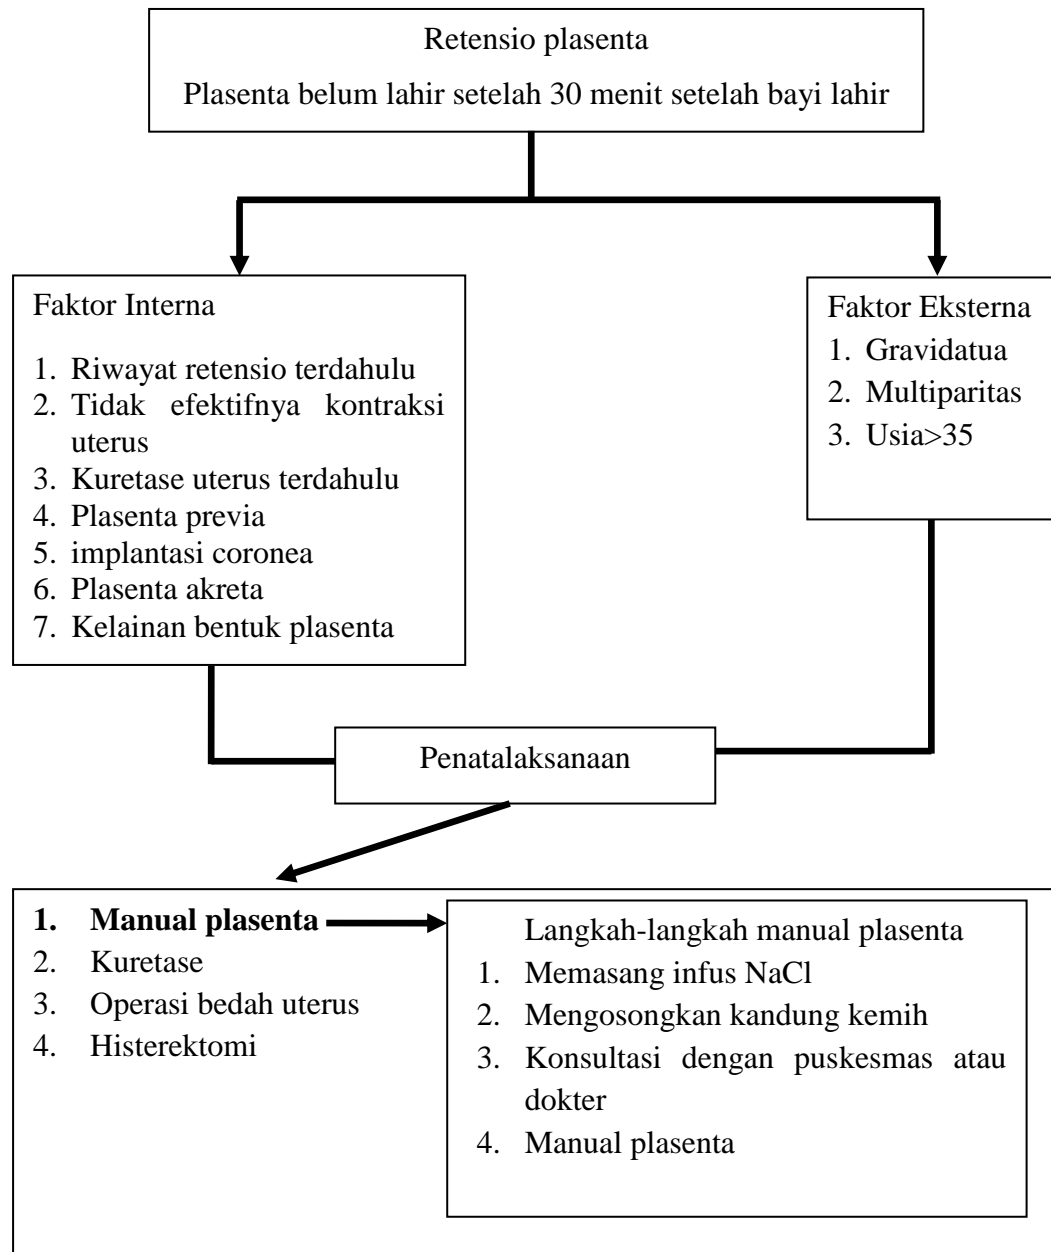 Retensio plasenta
Plasenta belum lahir setelah 30 menit setelah bayi lahir
Faktor Interna
1. Riwayat retensio terdahulu
2. Tidak efektifnya kontraksi
uterus
3. Kuretase uterus terdahulu
4. Plasenta previa
5. implantasi coronea
6. Plasenta akreta
7. Kelainan bentuk plasenta
Faktor Eksterna
1. Gravidatua
2. Multiparitas
3. Usia>35
Penatalaksanaan
1. Manual plasenta
2. Kuretase
3. Operasi bedah uterus
4. Histerektomi
Langkah-langkah manual plasenta
1. Memasang infus NaCl
2. Mengosongkan kandung kemih
3. Konsultasi dengan puskesmas atau
dokter
4. Manual plasenta